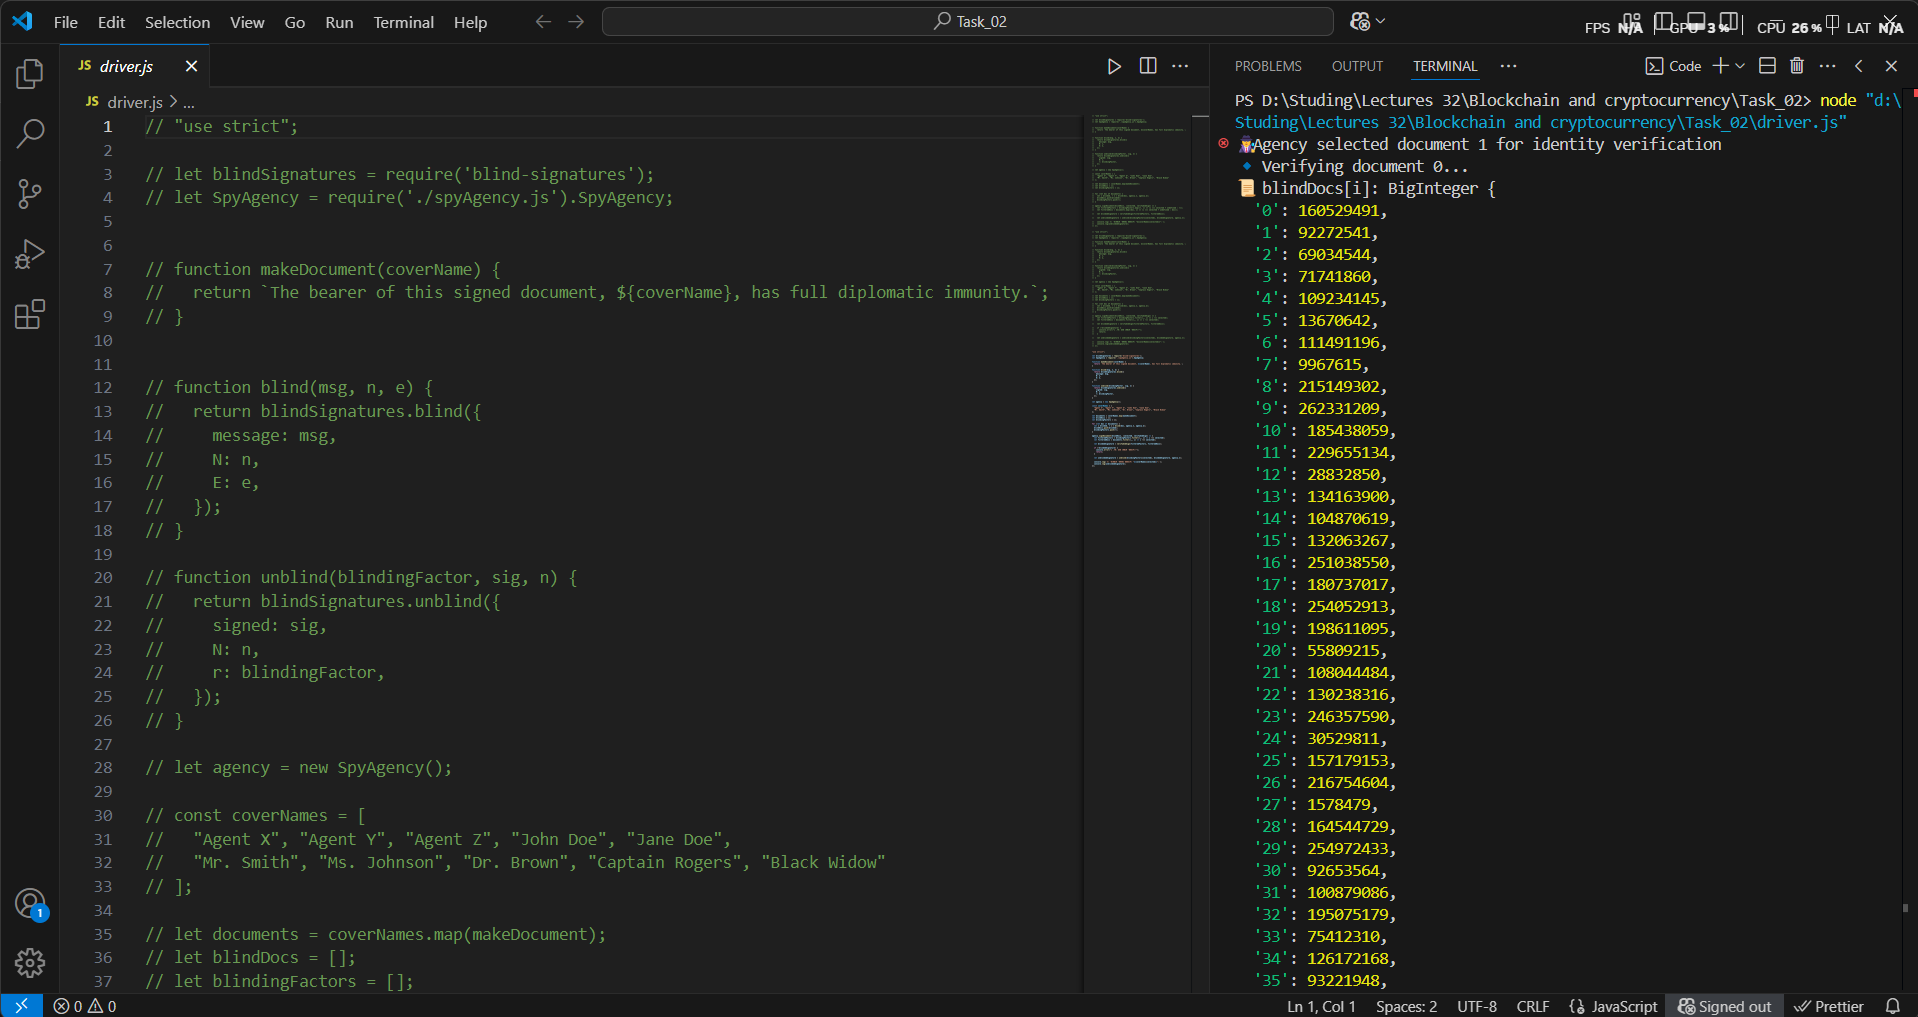 File Edit Selection View Go Run Terminal Help
Task_02
FPS N/A GPU 3 % CPU 26 % LAT N/A
JS driver.js
JS driver.js > ...
1 // "use strict";
2
3 // let blindSignatures = require('blind-signatures');
4 // let SpyAgency = require('./spyAgency.js').SpyAgency;
5
6
7 // function makeDocument(coverName) {
8 //   return `The bearer of this signed document, ${coverName}, has full diplomatic immunity.`;
9 // }
10
11
12 // function blind(msg, n, e) {
13 //   return blindSignatures.blind({
14 //     message: msg,
15 //     N: n,
16 //     E: e,
17 //   });
18 // }
19
20 // function unblind(blindingFactor, sig, n) {
21 //   return blindSignatures.unblind({
22 //     signed: sig,
23 //     N: n,
24 //     r: blindingFactor,
25 //   });
26 // }
27
28 // let agency = new SpyAgency();
29
30 // const coverNames = [
31 //   "Agent X", "Agent Y", "Agent Z", "John Doe", "Jane Doe",
32 //   "Mr. Smith", "Ms. Johnson", "Dr. Brown", "Captain Rogers", "Black Widow"
33 // ];
34
35 // let documents = coverNames.map(makeDocument);
36 // let blindDocs = [];
37 // let blindingFactors = [];
PROBLEMS OUTPUT TERMINAL ... Code
PS D:\Studing\Lectures 32\Blockchain and cryptocurrency\Task_02> node "d:\
Studing\Lectures 32\Blockchain and cryptocurrency\Task_02\driver.js"
Agency selected document 1 for identity verification
Verifying document 0...
blindDocs[i]: BigInteger {
'0': 160529491,
'1': 92272541,
'2': 69034544,
'3': 71741860,
'4': 109234145,
'5': 13670642,
'6': 111491196,
'7': 9967615,
'8': 215149302,
'9': 262331209,
'10': 185438059,
'11': 229655134,
'12': 28832850,
'13': 134163900,
'14': 104870619,
'15': 132063267,
'16': 251038550,
'17': 180737017,
'18': 254052913,
'19': 198611095,
'20': 55809215,
'21': 108044484,
'22': 130238316,
'23': 246357590,
'24': 30529811,
'25': 157179153,
'26': 216754604,
'27': 1578479,
'28': 164544729,
'29': 254972433,
'30': 92653564,
'31': 100879086,
'32': 195075179,
'33': 75412310,
'34': 126172168,
'35': 93221948,
1
0 0
Ln 1, Col 1 Spaces: 2 UTF-8 CRLF {} JavaScript Signed out Prettier